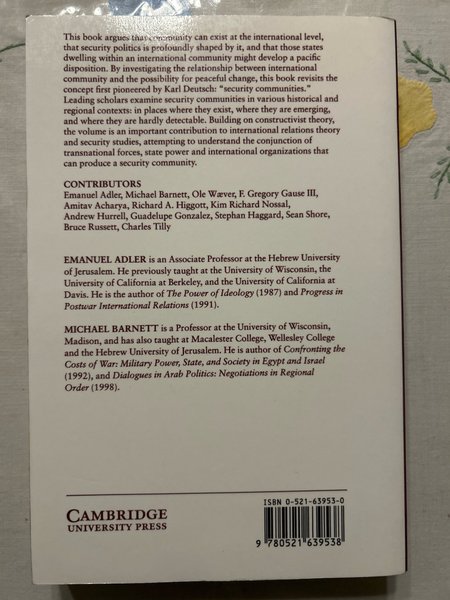 This book argues that community can exist at the international level,
that security politics is profoundly shaped by it, and that those states
dwelling within an international community might develop a pacific
disposition. By investigating the relationship between international
community and the possibility for peaceful change, this book revisits the
concept first pioneered by Karl Deutsch: “security communities.”
Leading scholars examine security communities in various historical and
regional contexts: in places where they exist, where they are emerging,
and where they are hardly detectable. Building on constructivist theory,
the volume is an important contribution to international relations theory
and security studies, attempting to understand the conjunction of
transnational forces, state power and international organizations that
can produce a security community.
CONTRIBUTORS
Emanuel Adler, Michael Barnett, Ole Wæver, F. Gregory Gause III,
Amitav Acharya, Richard A. Higgott, Kim Richard Nossal,
Andrew Hurrell, Guadelupe Gonzalez, Stephan Haggard, Sean Shore,
Bruce Russett, Charles Tilly
EMANUEL ADLER is an Associate Professor at the Hebrew University
of Jerusalem. He previously taught at the University of Wisconsin, the
University of California at Berkeley, and the University of California at
Davis. He is the author of The Power of Ideology (1987) and Progress in
Postwar International Relations (1991).
MICHAEL BARNETT is a Professor at the University of Wisconsin,
Madison, and has also taught at Macalester College, Wellesley College
and the Hebrew University of Jerusalem. He is author of Confronting the
Costs of War: Military Power, State, and Society in Egypt and Israel
(1992), and Dialogues in Arab Politics: Negotiations in Regional
Order (1998).
CAMBRIDGE
UNIVERSITY PRESS
ISBN 0-521-63953-0
9 780521 639538